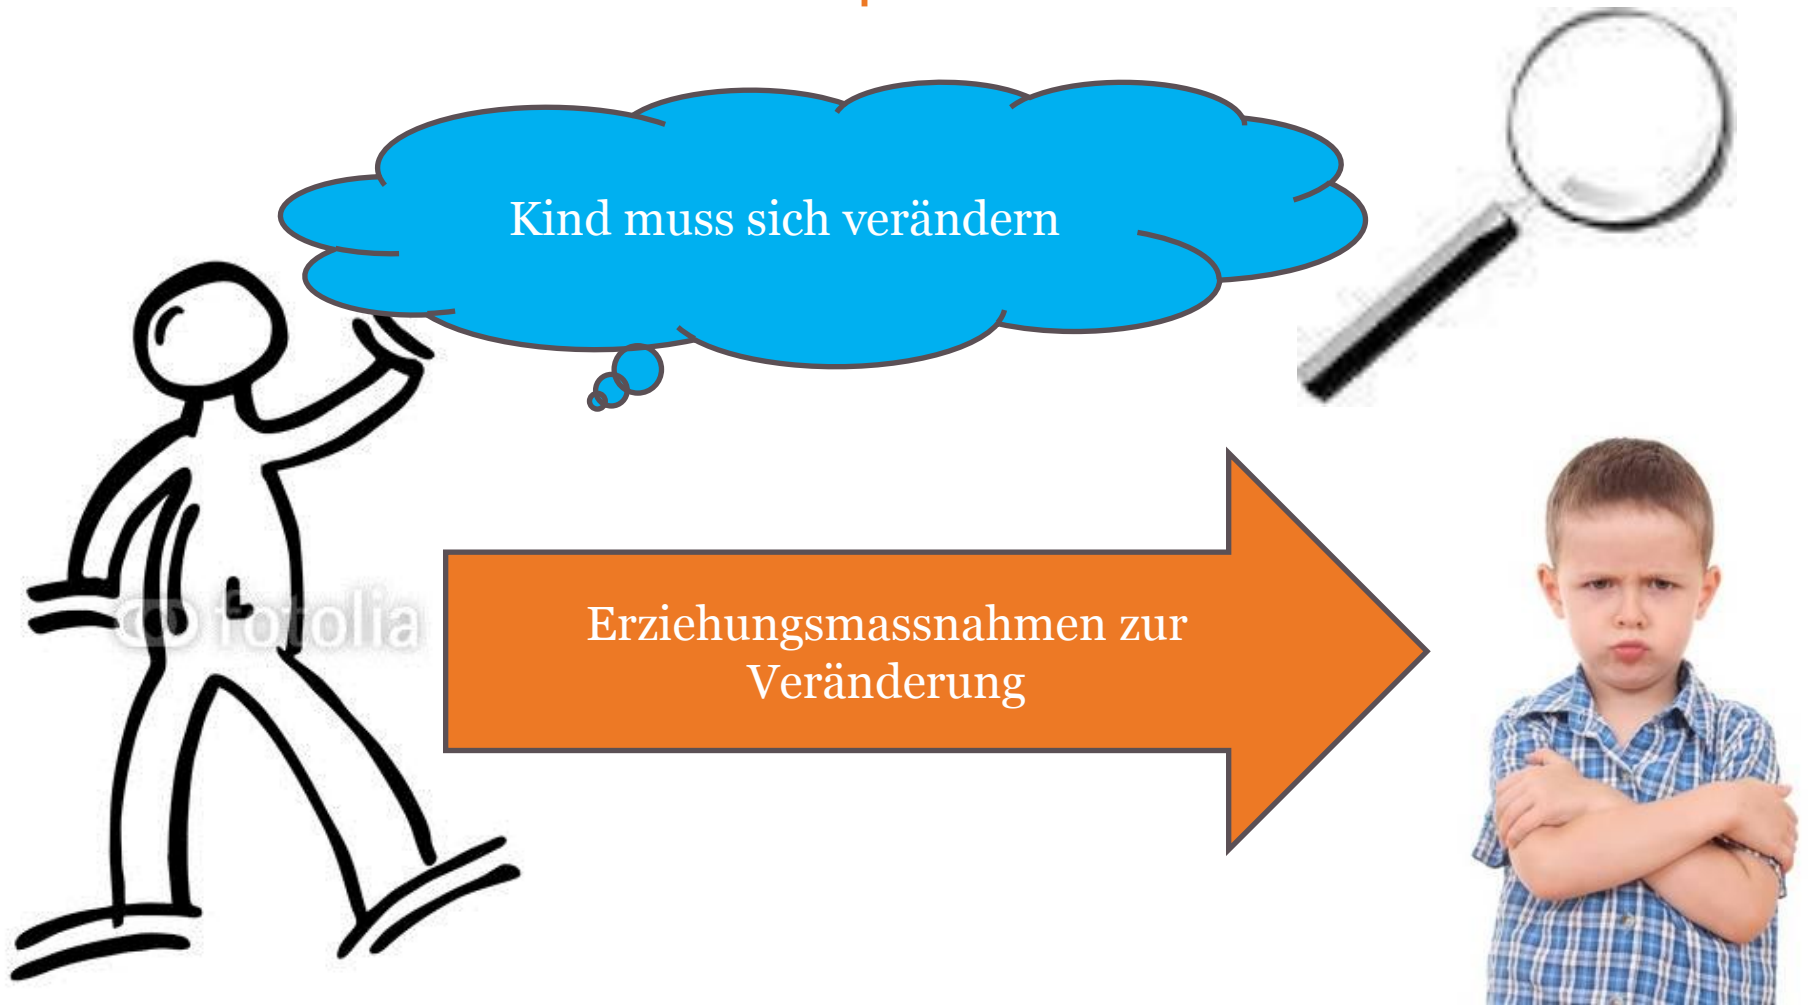 Kind muss sich verändern
fotolia
Erziehungsmassnahmen zur
Veränderung